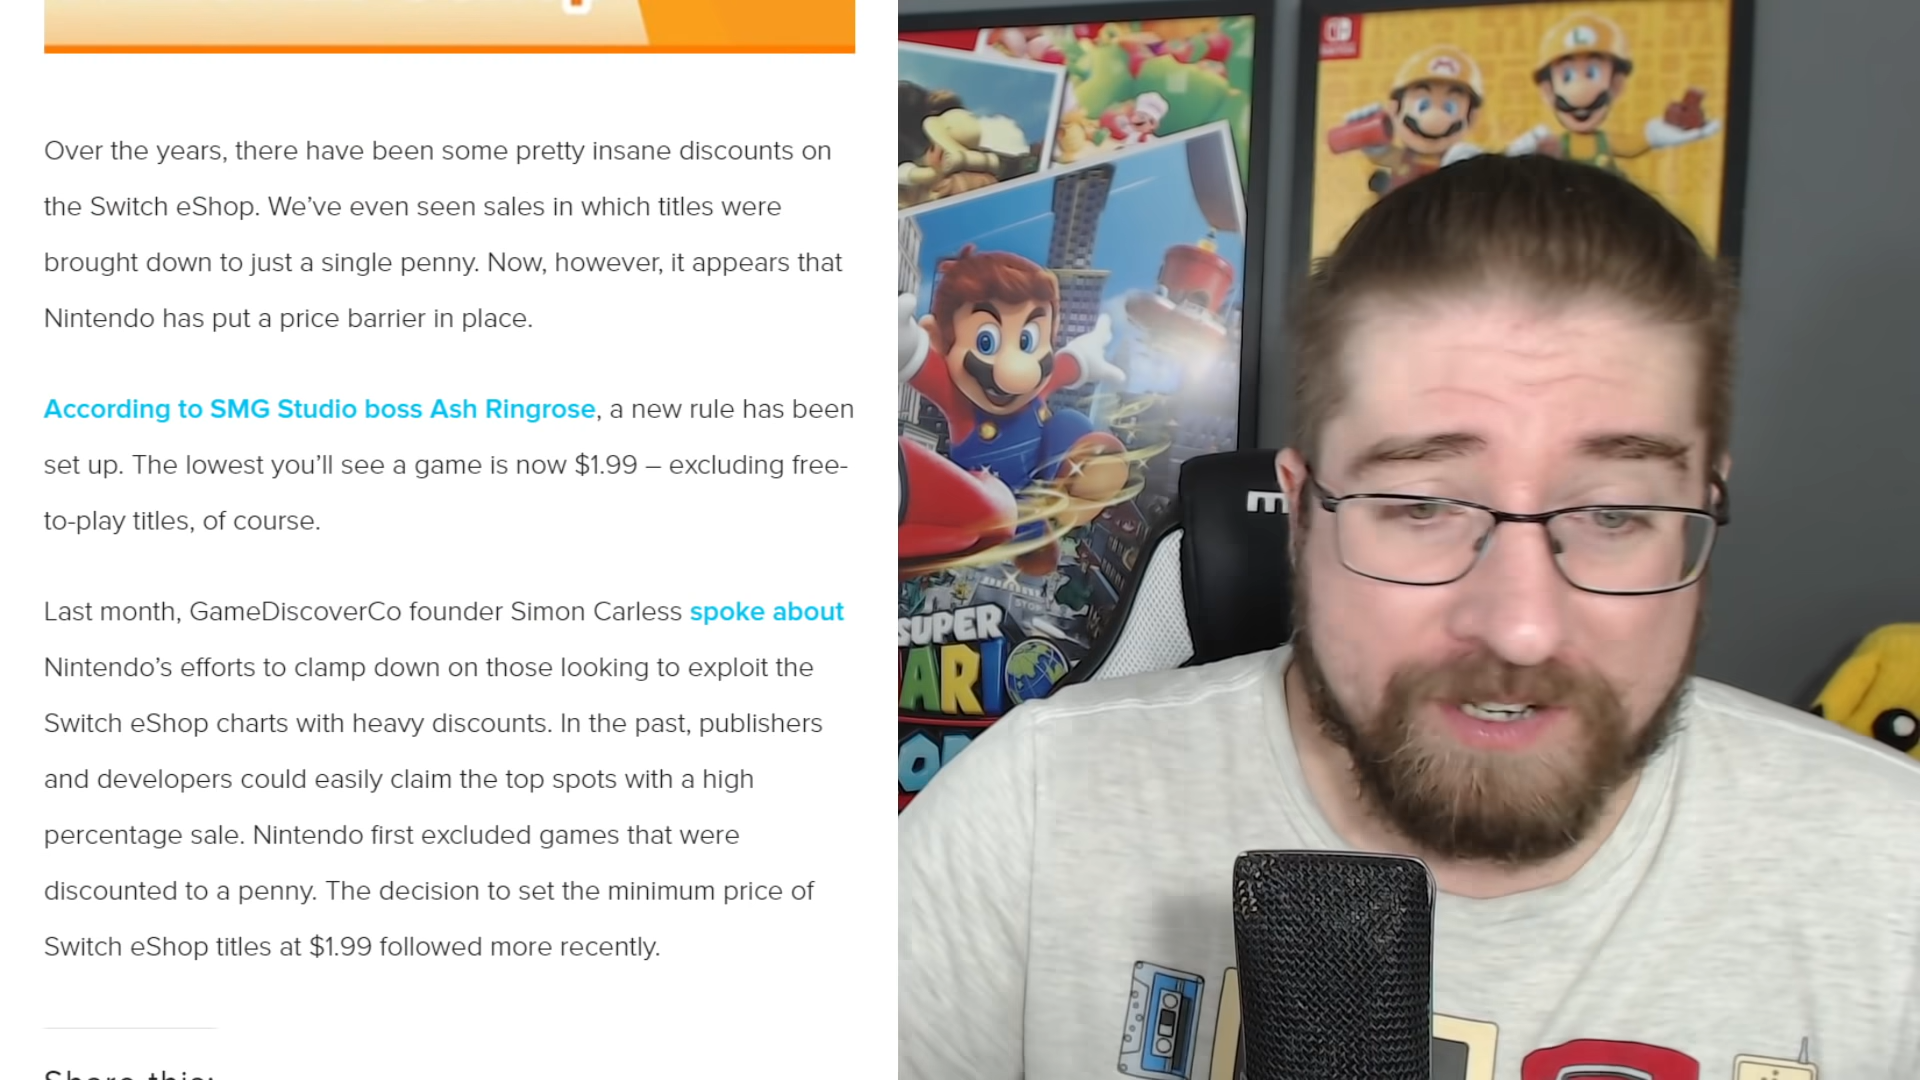 Over the years, there have been some pretty insane discounts on
the Switch eShop. We’ve even seen sales in which titles were
brought down to just a single penny. Now, however, it appears that
Nintendo has put a price barrier in place.
According to SMG Studio boss Ash Ringrose, a new rule has been
set up. The lowest you’ll see a game is now $1.99 – excluding free-
to-play titles, of course.
Last month, GameDiscoverCo founder Simon Carless spoke about
Nintendo’s efforts to clamp down on those looking to exploit the
Switch eShop charts with heavy discounts. In the past, publishers
and developers could easily claim the top spots with a high
percentage sale. Nintendo first excluded games that were
discounted to a penny. The decision to set the minimum price of
Switch eShop titles at $1.99 followed more recently.
Share this:
SUPER
ARIO